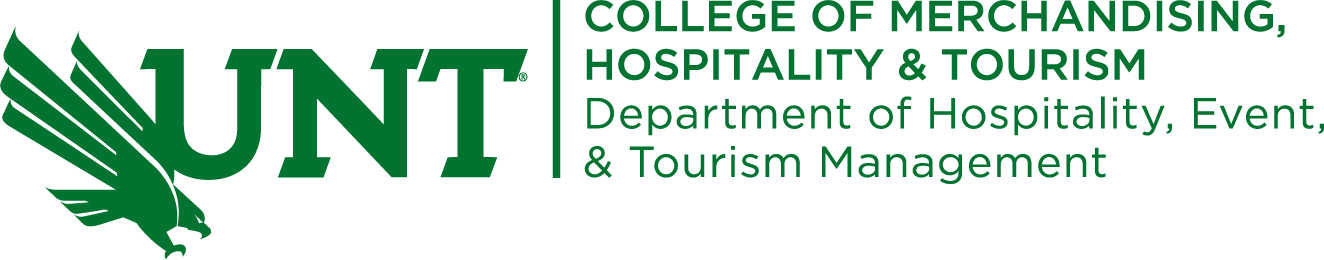 UNT®
COLLEGE OF MERCHANDISING,
HOSPITALITY & TOURISM
Department of Hospitality, Event,
& Tourism Management